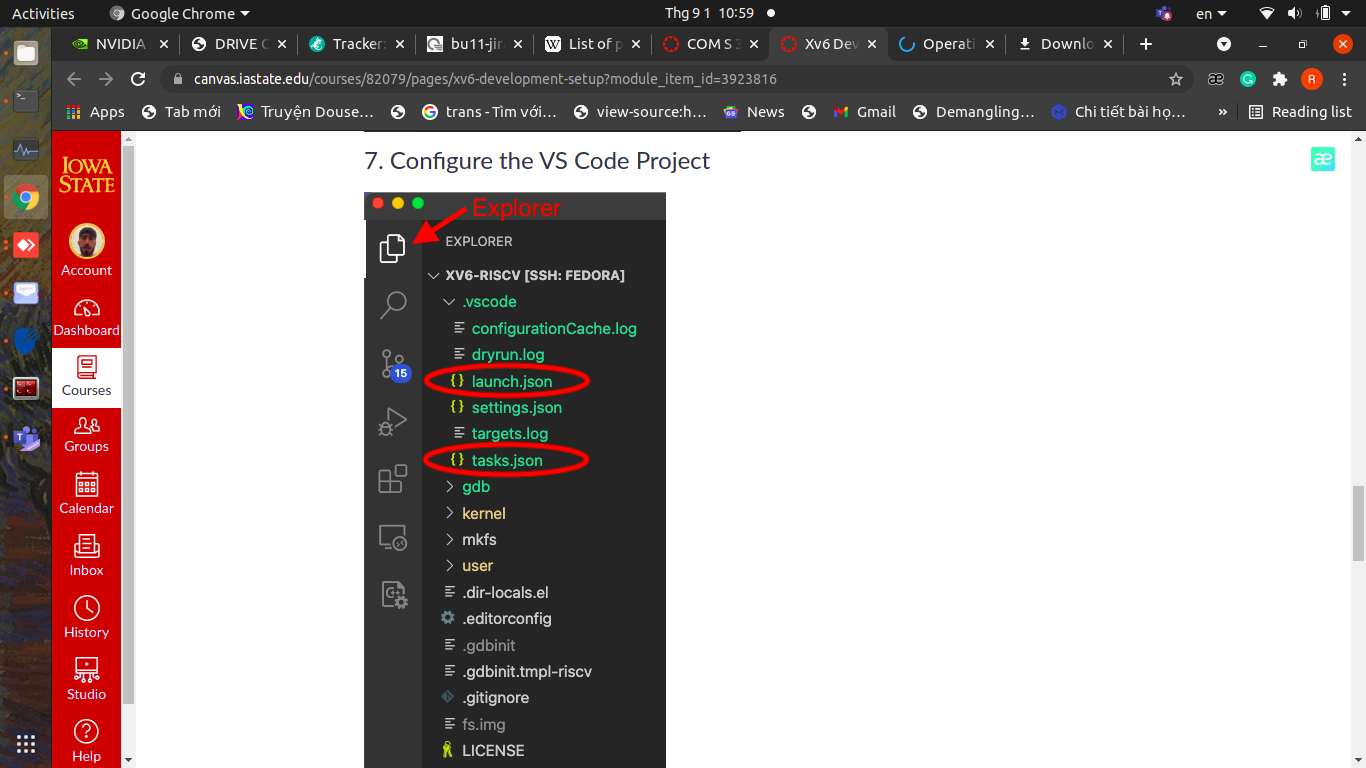 Activities
Google Chrome
Thg 9 1 10:59
en
NVIDIA
DRIVE
Tracker:
bu11-jir
List of p
COM S 3
Xv6 Dev
Operati
Downlo
canvas.iastate.edu/courses/82079/pages/xv6-development-setup?module_item_id=3923816
R
Apps
Tab mới
Truyện Douse...
trans - Tìm với...
view-source:h...
News
Gmail
Demangling...
Chi tiết bài họ...
»
Reading list
IOWA
STATE
Account
Dashboard
Courses
Groups
Calendar
Inbox
History
Studio
Help
7. Configure the VS Code Project
æ
Explorer
EXPLORER
XV6-RISCV [SSH: FEDORA]
.vscode
configurationCache.log
dryrun.log
{} launch.json
{} settings.json
targets.log
{} tasks.json
15
gdb
kernel
mkfs
user
.dir-locals.el
.editorconfig
.gdbinit
.gdbinit.tmpl-riscv
.gitignore
fs.img
LICENSE